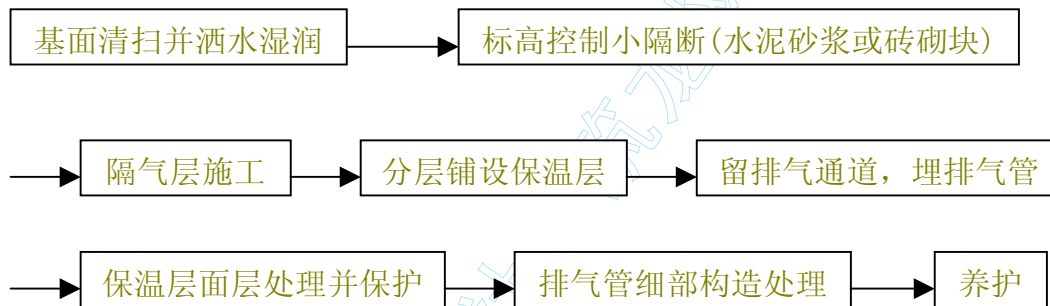 基面清扫并洒水湿润 标高控制小隔断(水泥砂浆或砖砌块)
隔气层施工 分层铺设保温层 留排气通道，埋排气管
保温层面层处理并保护 排气管细部构造处理 养护